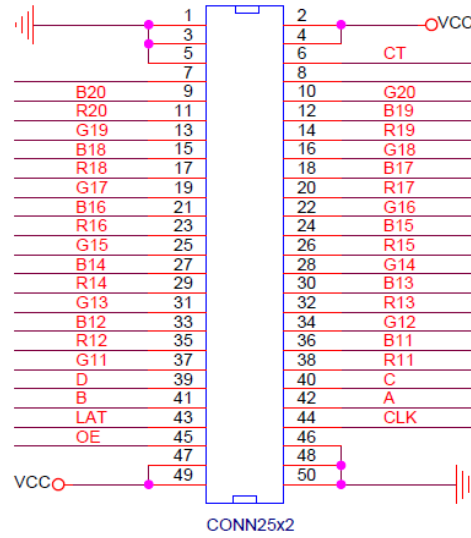 1 2
VCC
3 4
5 6 CT
7 8
B20 9 10 G20
R20 11 12 B19
G19 13 14 R19
B18 15 16 G18
R18 17 18 B17
G17 19 20 R17
B16 21 22 G16
R16 23 24 B15
G15 25 26 R15
B14 27 28 G14
R14 29 30 B13
G13 31 32 R13
B12 33 34 G12
R12 35 36 B11
G11 37 38 R11
D 39 40 C
B 41 42 A
LAT 43 44 CLK
OE 45 46
47 48
VCC 49 50
CONN25x2